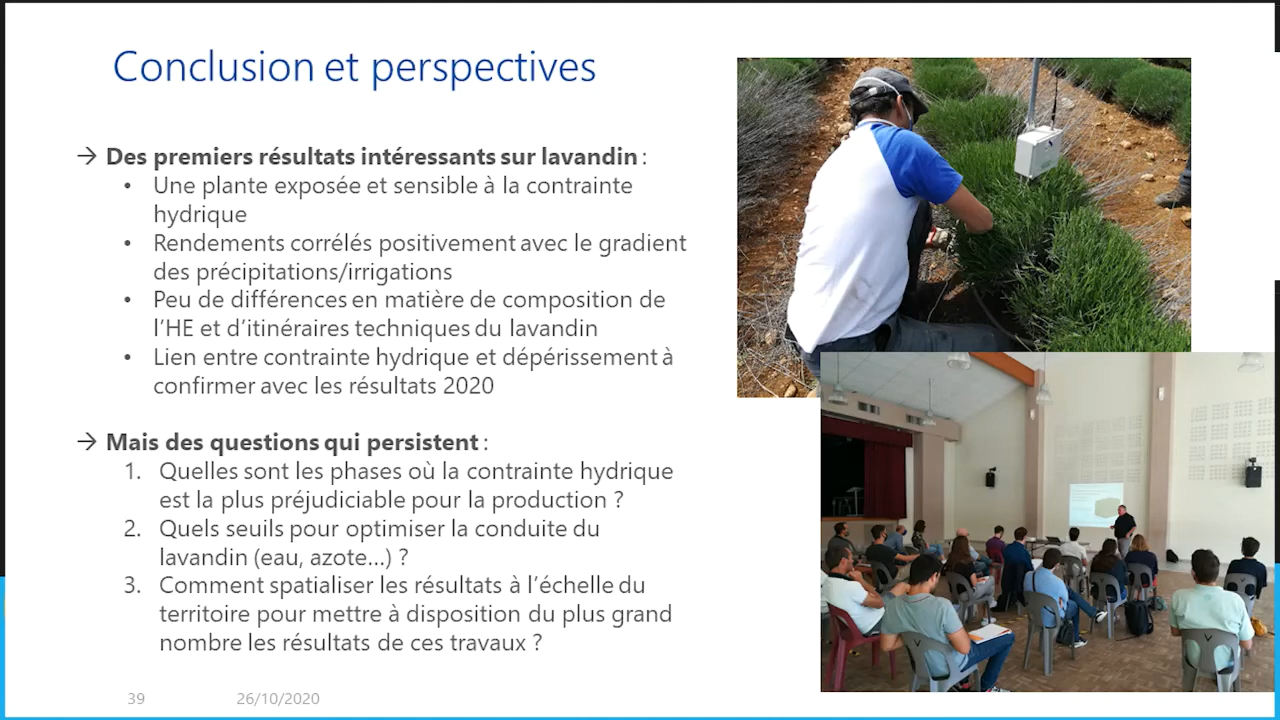 Conclusion et perspectives
→ Des premiers résultats intéressants sur lavandin :
• Une plante exposée et sensible à la contrainte
hydrique
• Rendements corrélés positivement avec le gradient
des précipitations/irrigations
• Peu de différences en matière de composition de
l'HE et d'itinéraires techniques du lavandin
• Lien entre contrainte hydrique et dépérissement à
confirmer avec les résultats 2020
→ Mais des questions qui persistent :
1. Quelles sont les phases où la contrainte hydrique
est la plus préjudiciable pour la production ?
2. Quels seuils pour optimiser la conduite du
lavandin (eau, azote...) ?
3. Comment spatialiser les résultats à l'échelle du
territoire pour mettre à disposition du plus grand
nombre les résultats de ces travaux ?
39 26/10/2020